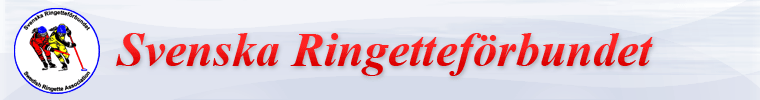 Svenska Ringetteförbundet
Swedish Ringette Association
Svenska Ringetteförbundet